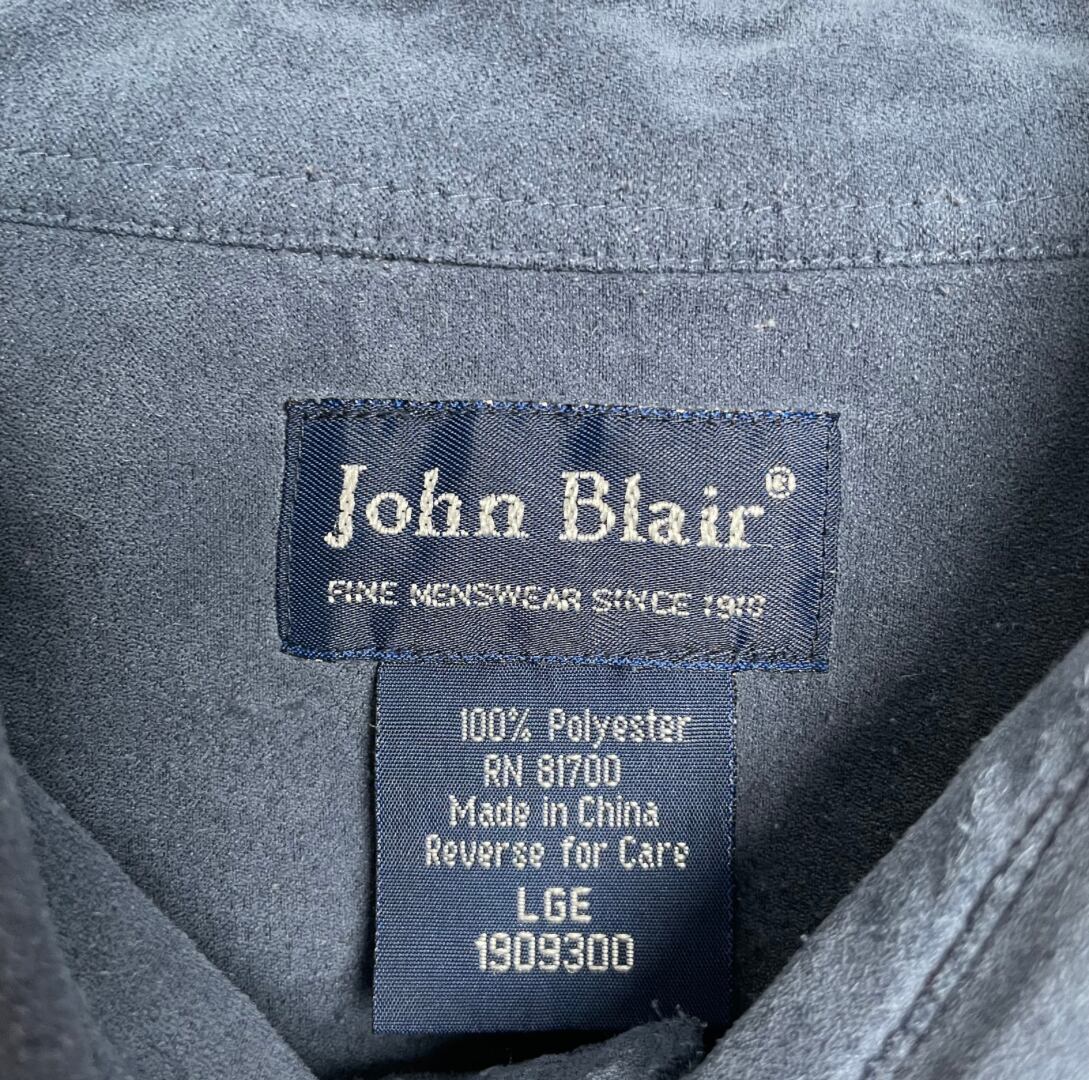 John Blair®
FINE MENSWEAR SINCE 1910
100% Polyester
RN 81700
Made in China
Reverse for Care
LGE
1909300